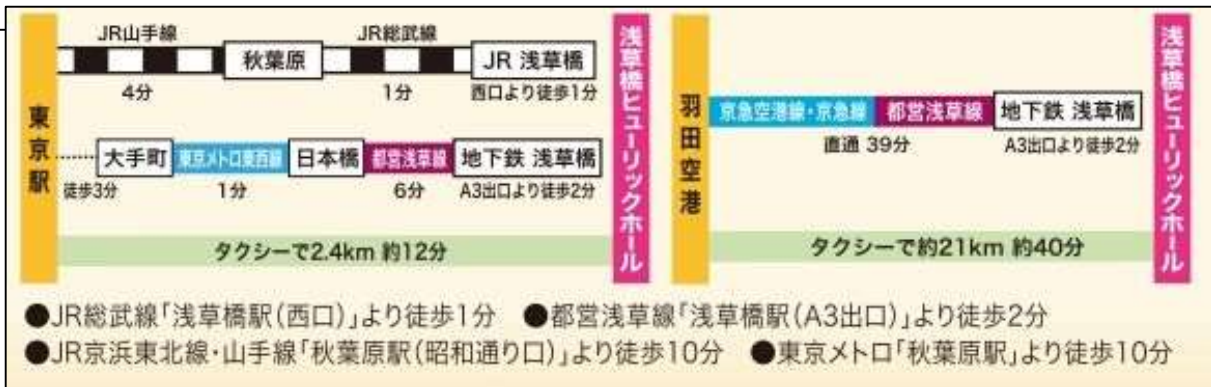 東京駅
JR山手線 JR総武線
秋葉原 JR 浅草橋
4分 1分 西口より徒歩1分
大手町 東京メトロ東西線 日本橋 都営浅草線 地下鉄 浅草橋
徒歩3分 1分 6分 A3出口より徒歩2分
タクシーで2.4km 約12分
浅草橋ヒューリックホール
羽田空港
京急空港線・京急線 都営浅草線 地下鉄 浅草橋
直通 39分 A3出口より徒歩2分
タクシーで約21km 約40分
浅草橋ヒューリックホール
●JR総武線「浅草橋駅(西口)」より徒歩1分 ●都営浅草線「浅草橋駅(A3出口)」より徒歩2分
●JR京浜東北線・山手線「秋葉原駅(昭和通り口)」より徒歩10分 ●東京メトロ「秋葉原駅」より徒歩10分